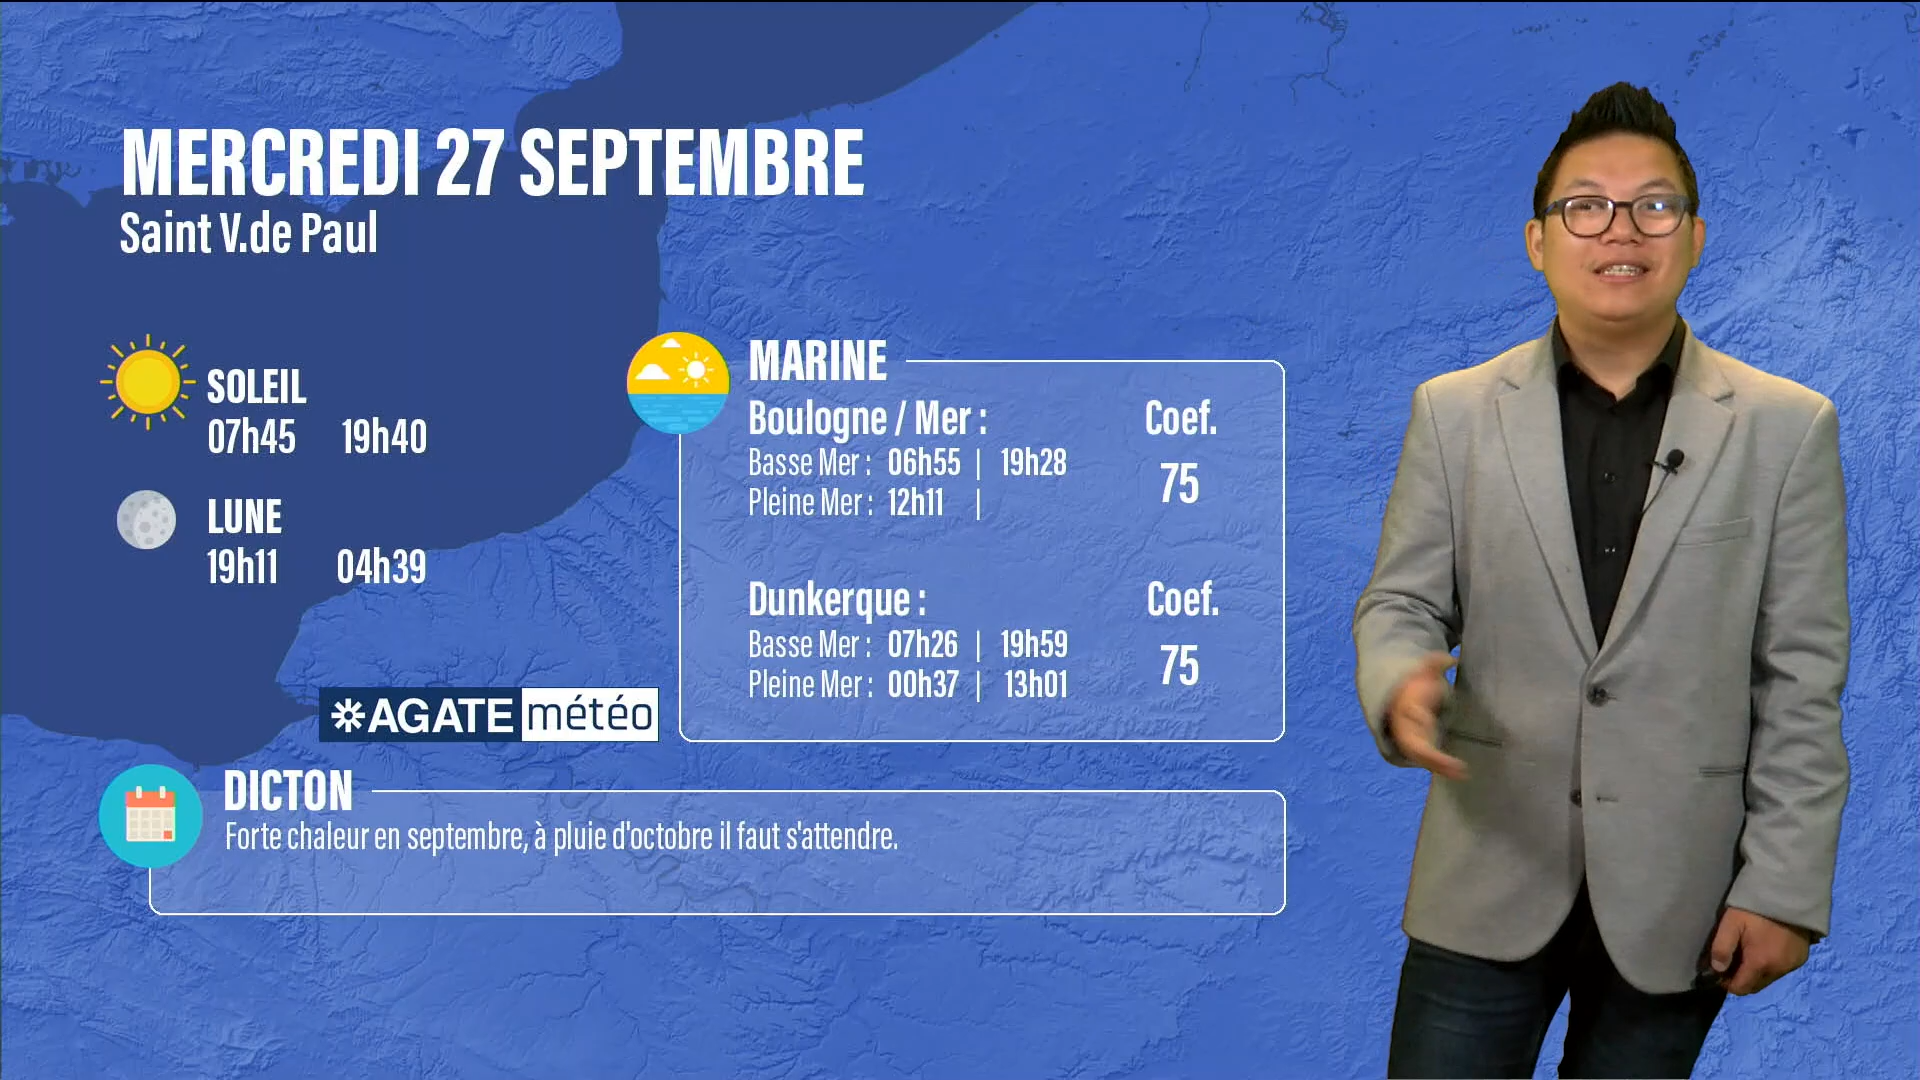 MERCREDI 27 SEPTEMBRE
Saint V.de Paul
SOLEIL
07h45 19h40
LUNE
19h11 04h39
AGATE météo
MARINE
Boulogne / Mer : Coef.
Basse Mer : 06h55 | 19h28
75
Pleine Mer : 12h11 |
Dunkerque : Coef.
Basse Mer : 07h26 | 19h59
75
Pleine Mer : 00h37 | 13h01
DICTON
Forte chaleur en septembre, à pluie d'octobre il faut s'attendre.